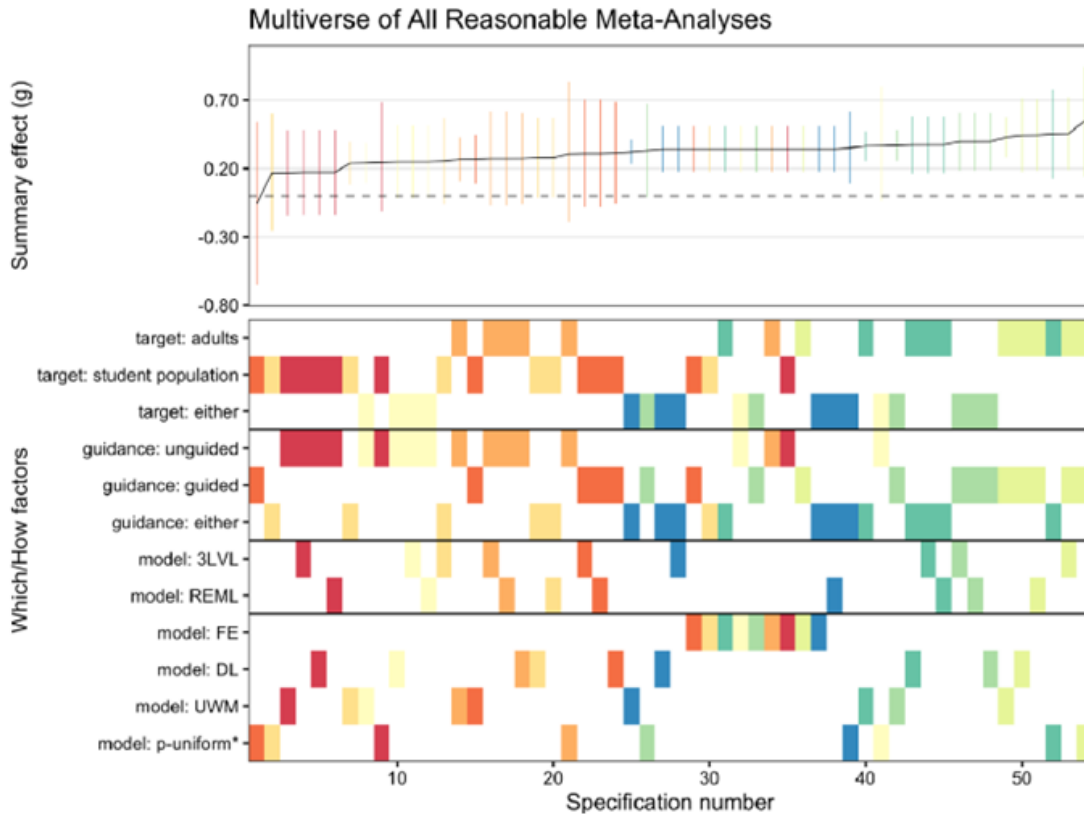 Multiverse of All Reasonable Meta-Analyses
Summary effect (g)
0.70
0.20
-0.30
-0.80
Which/How factors
target: adults
target: student population
target: either
guidance: unguided
guidance: guided
guidance: either
model: 3LVL
model: REML
model: FE
model: DL
model: UWM
model: p-uniform*
10
20
30
40
50
Specification number